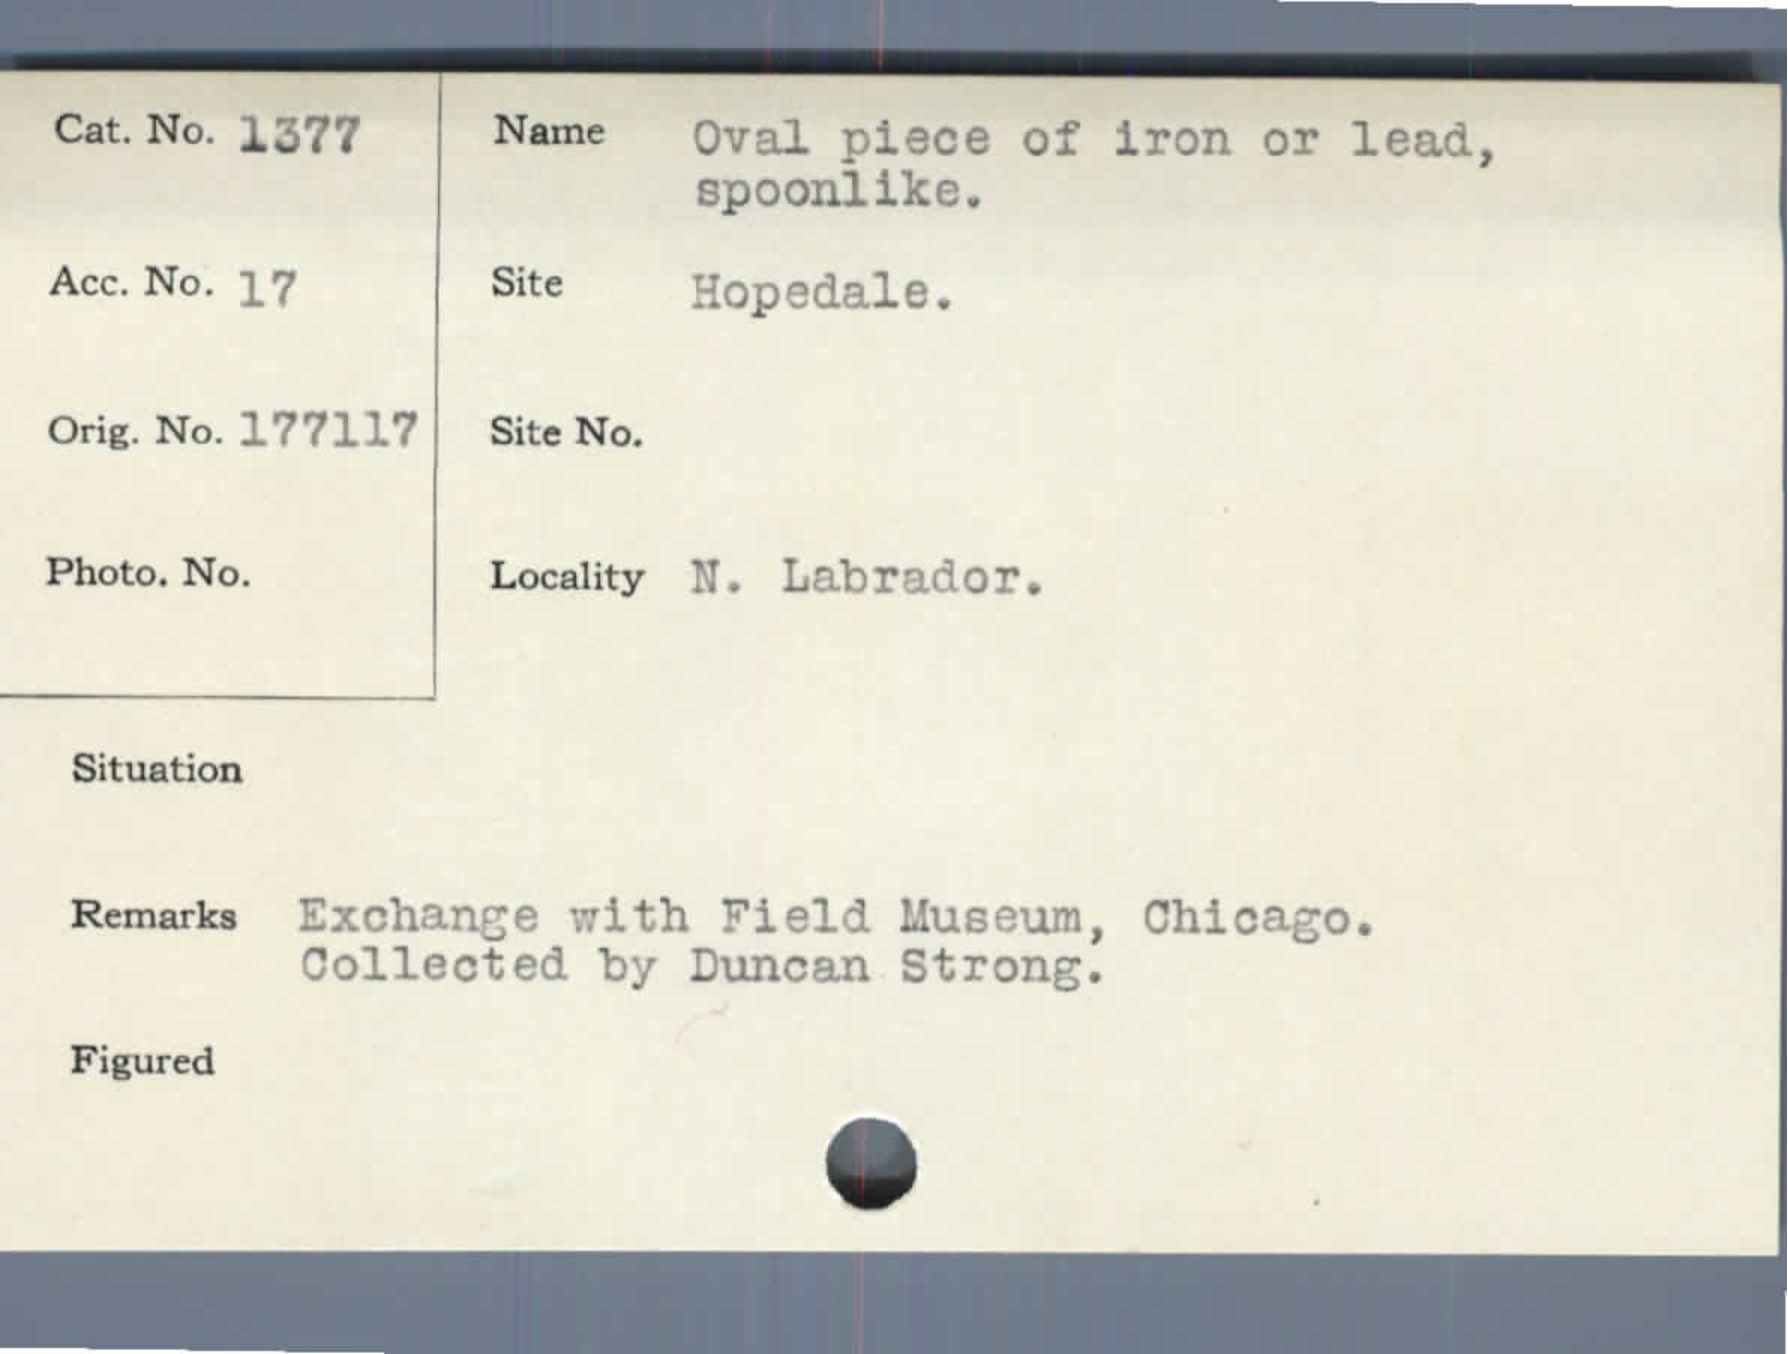 Cat. No. 1377
Name Oval piece of iron or lead,
spoonlike.
Acc. No. 17
Site Hopedale.
Orig. No. 177117
Site No.
Photo. No.
Locality N. Labrador.
Situation
Remarks Exchange with Field Museum, Chicago.
Collected by Duncan Strong.
Figured